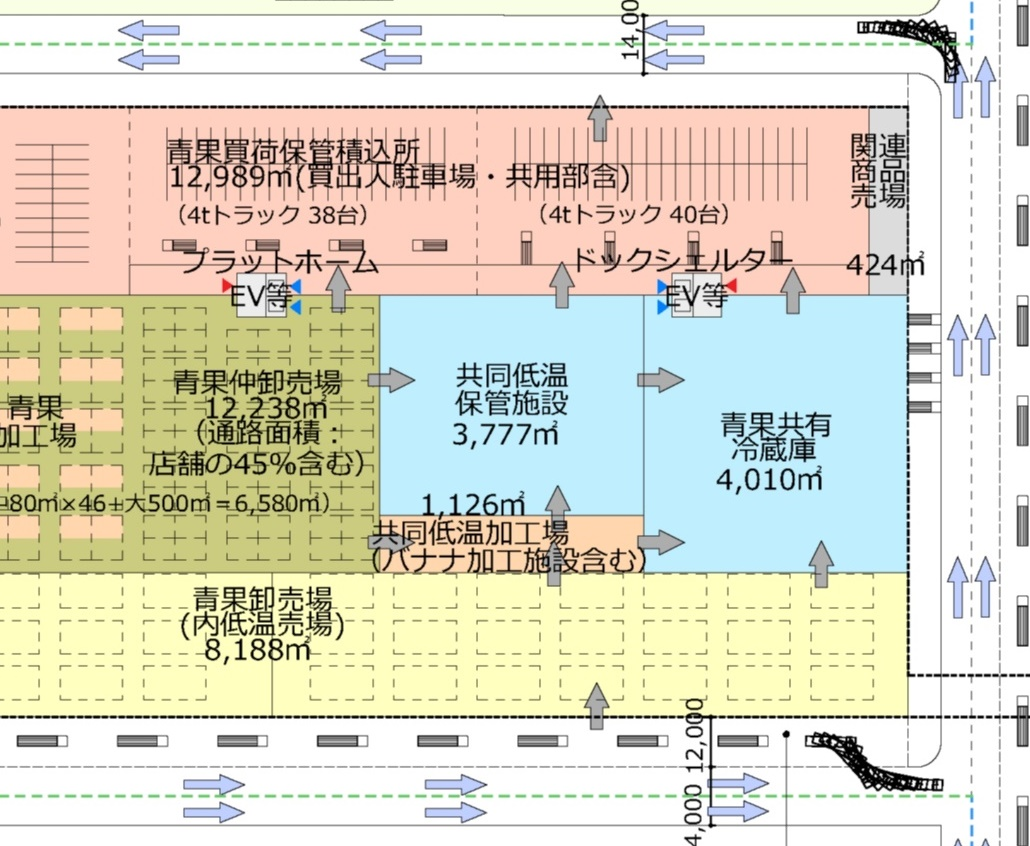 14,00
青果買荷保管積込所
12,989㎡(買出人駐車場・共用部含)
（4tトラック 38台）
（4tトラック 40台）
関連
商品
売場
424㎡
プラットホーム
ドックシェルター
EV等
EV等
青果
加工場
中80㎡×46+大500㎡＝6,580㎡）
青果仲卸売場
12,238㎡
（通路面積：
店舗の45%含む）
共同低温
保管施設
3,777㎡
青果共有
冷蔵庫
4,010㎡
1,126㎡
共同低温加工場
（バナナ加工施設含む）
青果卸売場
(内低温売場)
8,188㎡
12,000
4,000